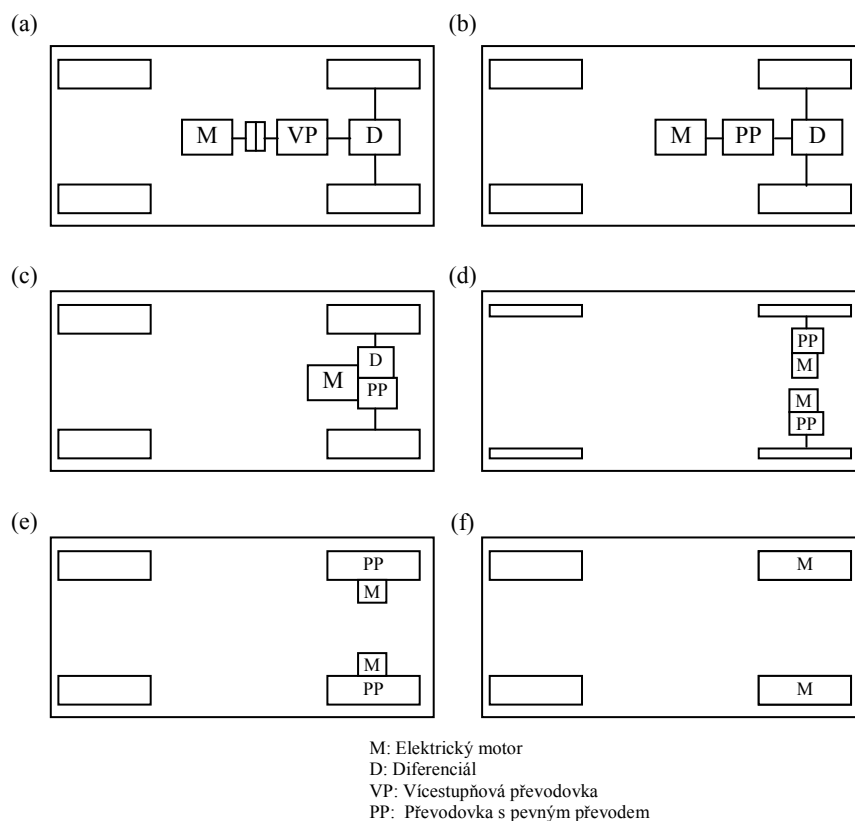 (a)
(b)
M VP D
M PP D
(c)
(d)
D
M
PP
PP
M
M
PP
(e)
(f)
PP
M
M
PP
M
M
M: Elektrický motor
D: Diferenciál
VP: Vícestupňová převodovka
PP: Převodovka s pevným převodem